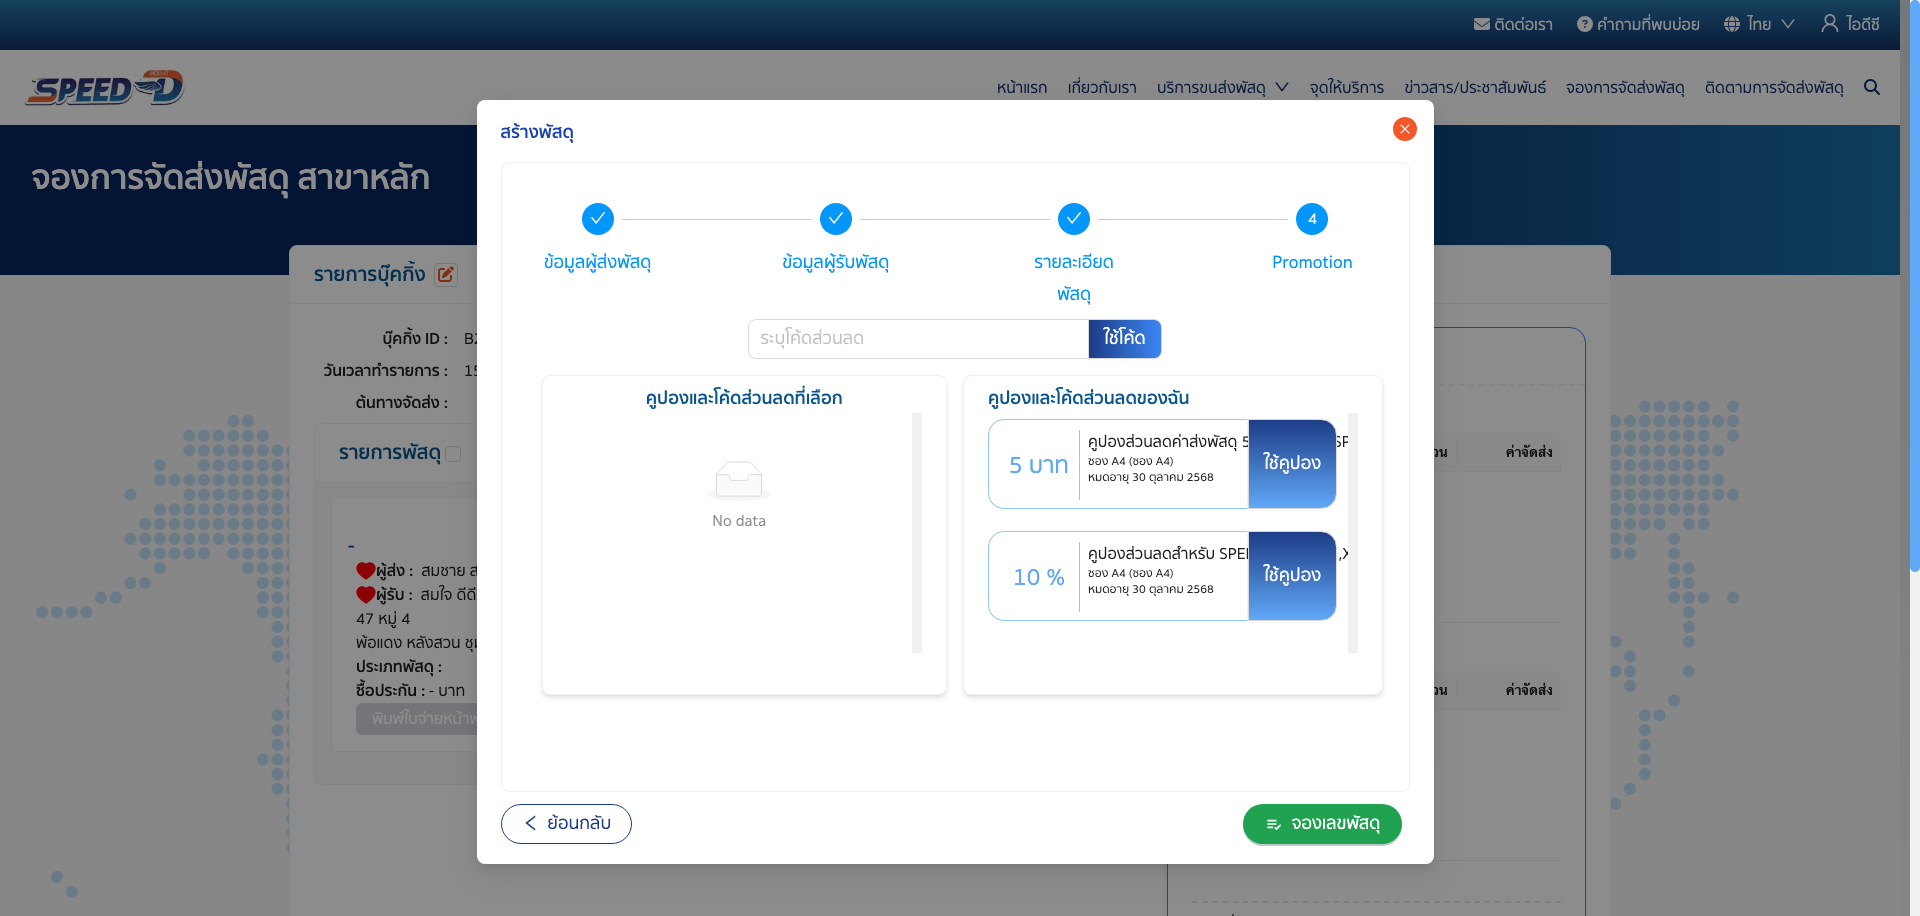 ติดต่อเรา
คำถามที่พบบ่อย
ไทย
ไอดีซี
SPEED D
หน้าแรก
เกี่ยวกับเรา
บริการขนส่งพัสดุ
จุดให้บริการ
ข่าวสาร/ประชาสัมพันธ์
จองการจัดส่งพัสดุ
ติดตามการจัดส่งพัสดุ
จองการจัดส่งพัสดุ สาขาหลัก
รายการบุ๊คกิ้ง
บุ๊คกิ้ง ID :
วันเวลาทำรายการ :
ต้นทางจัดส่ง :
รายการพัสดุ
-
ผู้ส่ง : สมชาย
ผู้รับ : สมใจ ดีดี
47 หมู่ 4
พ้อแดง หลังสวน
ประเภทพัสดุ :
ซื้อประกัน : - บาท
พิมพ์ใบจ่ายหน้า
ค่าจัดส่ง
ค่าจัดส่ง
สร้างพัสดุ
ข้อมูลผู้ส่งพัสดุ
ข้อมูลผู้รับพัสดุ
รายละเอียด
พัสดุ
4
Promotion
ระบุโค้ดส่วนลด
ใช้โค้ด
คูปองและโค้ดส่วนลดที่เลือก
No data
คูปองและโค้ดส่วนลดของฉัน
5 บาท
คูปองส่วนลดค่าส่งพัสดุ 5
ซอง A4 (ซอง A4)
หมดอายุ 30 ตุลาคม 2568
ใช้คูปอง
10 %
คูปองส่วนลดสำหรับ
ซอง A4 (ซอง A4)
หมดอายุ 30 ตุลาคม 2568
ใช้คูปอง
ย้อนกลับ
จองเลขพัสดุ